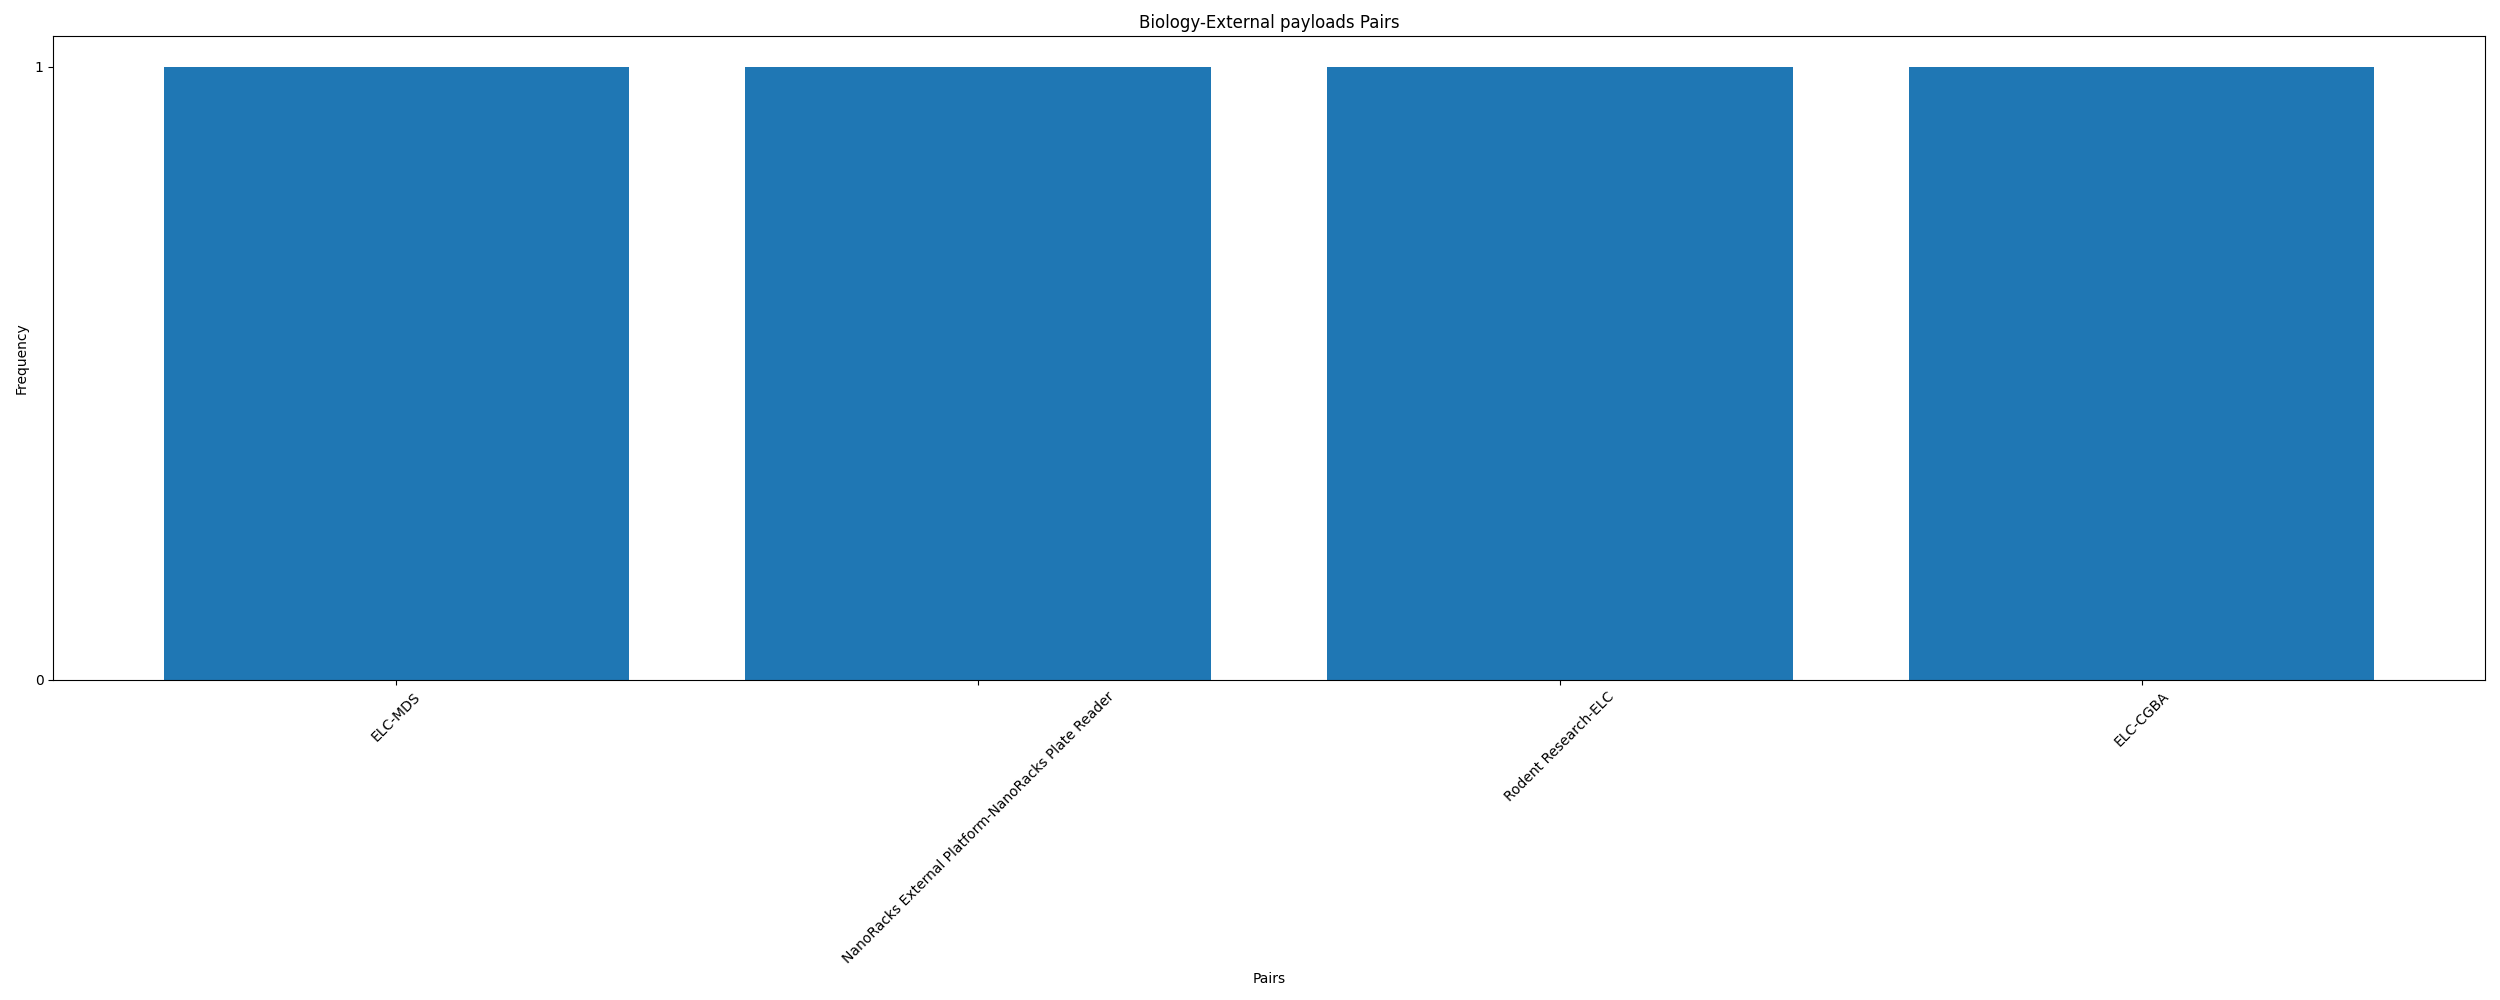 Biology-External payloads Pairs
Frequency
1
0
ELC-MDS
NanoRacks External Platform-NanoRacks Plate Reader
Rodent Research-ELC
ELC-CGBA
Pairs